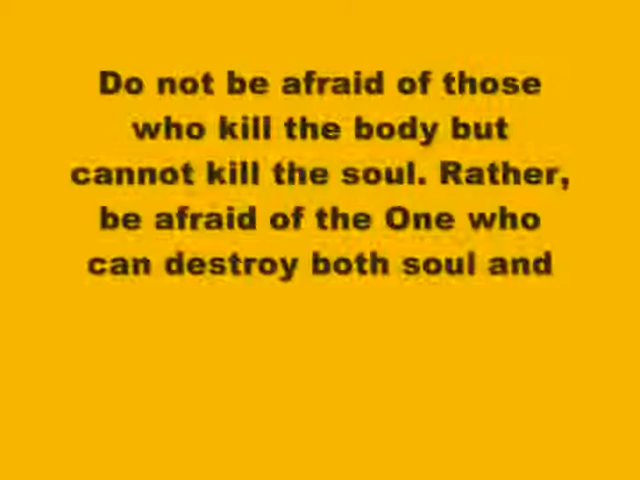 Do not be afraid of those
who kill the body but
cannot kill the soul. Rather,
be afraid of the One who
can destroy both soul and